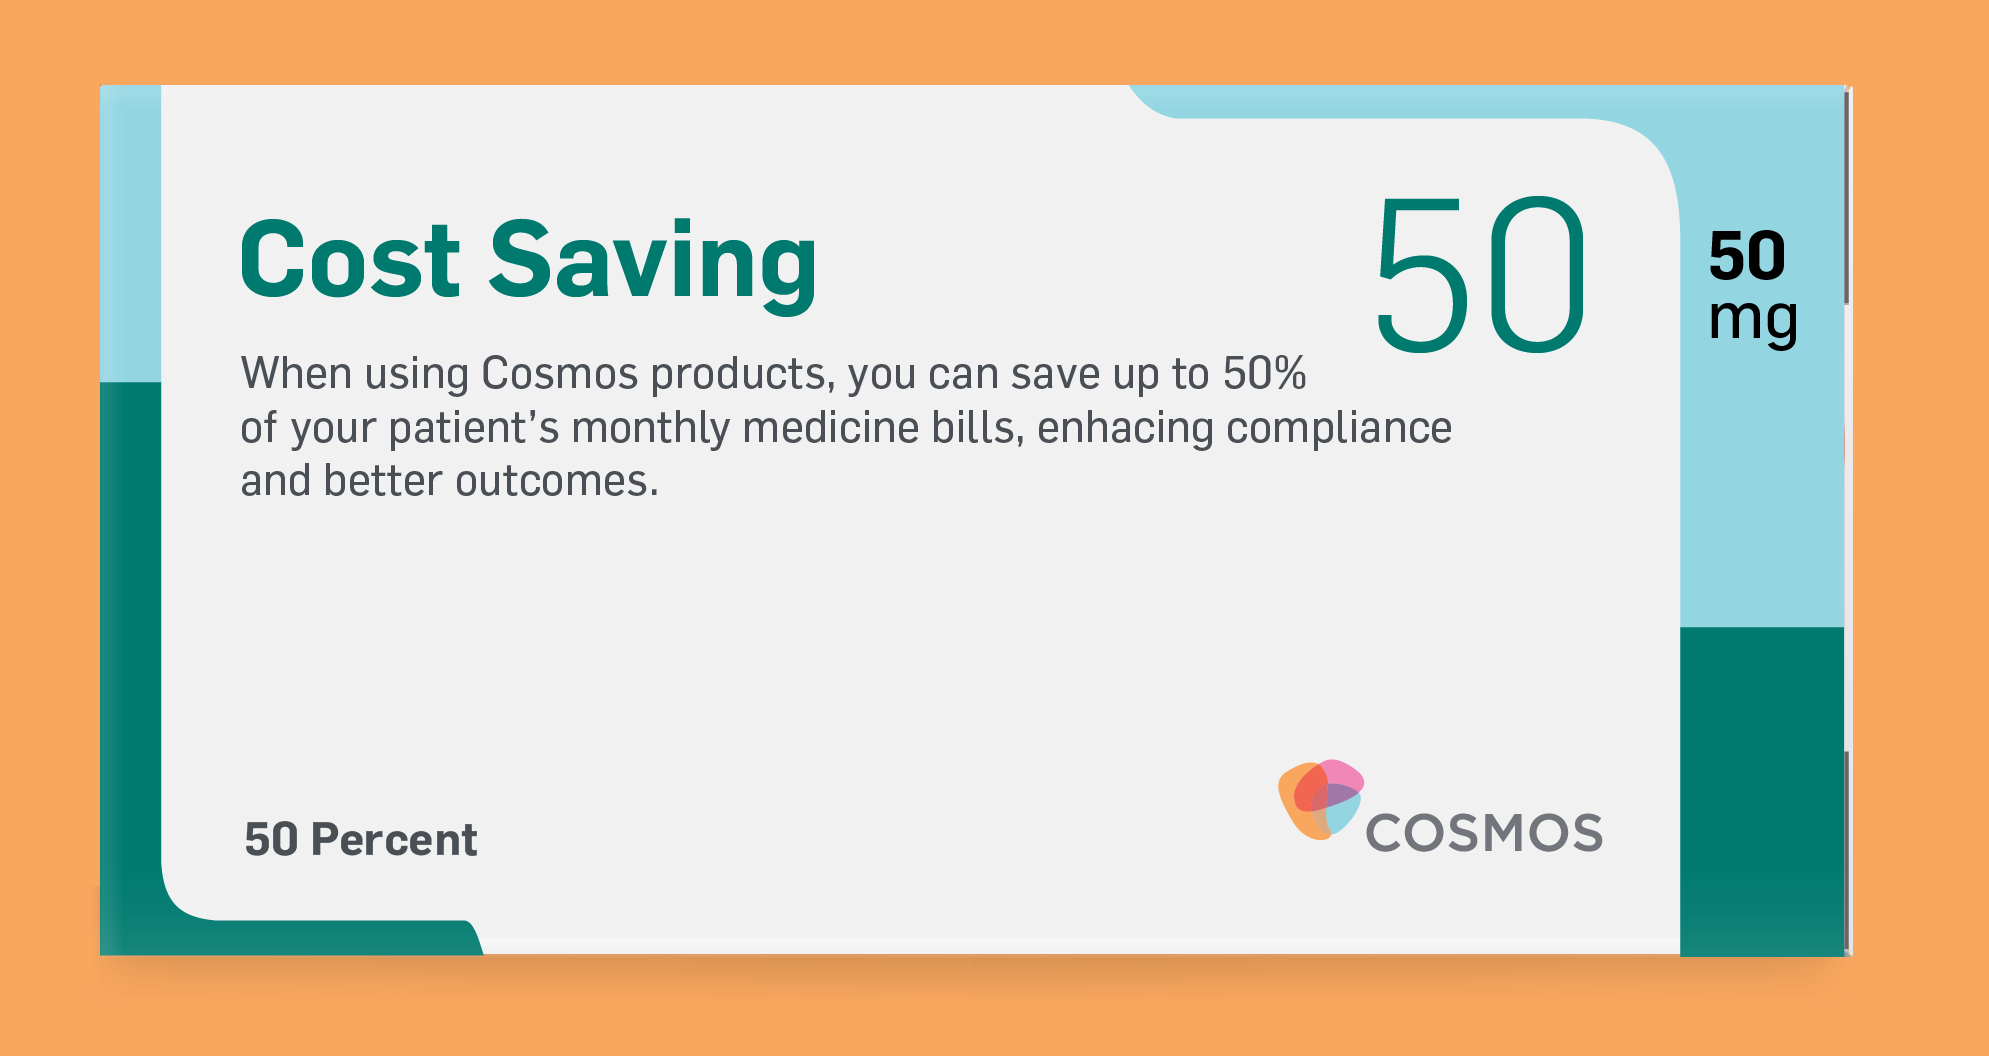 Cost Saving
50
50
mg
When using Cosmos products, you can save up to 50%
of your patient’s monthly medicine bills, enhacing compliance
and better outcomes.
50 Percent
COSMOS